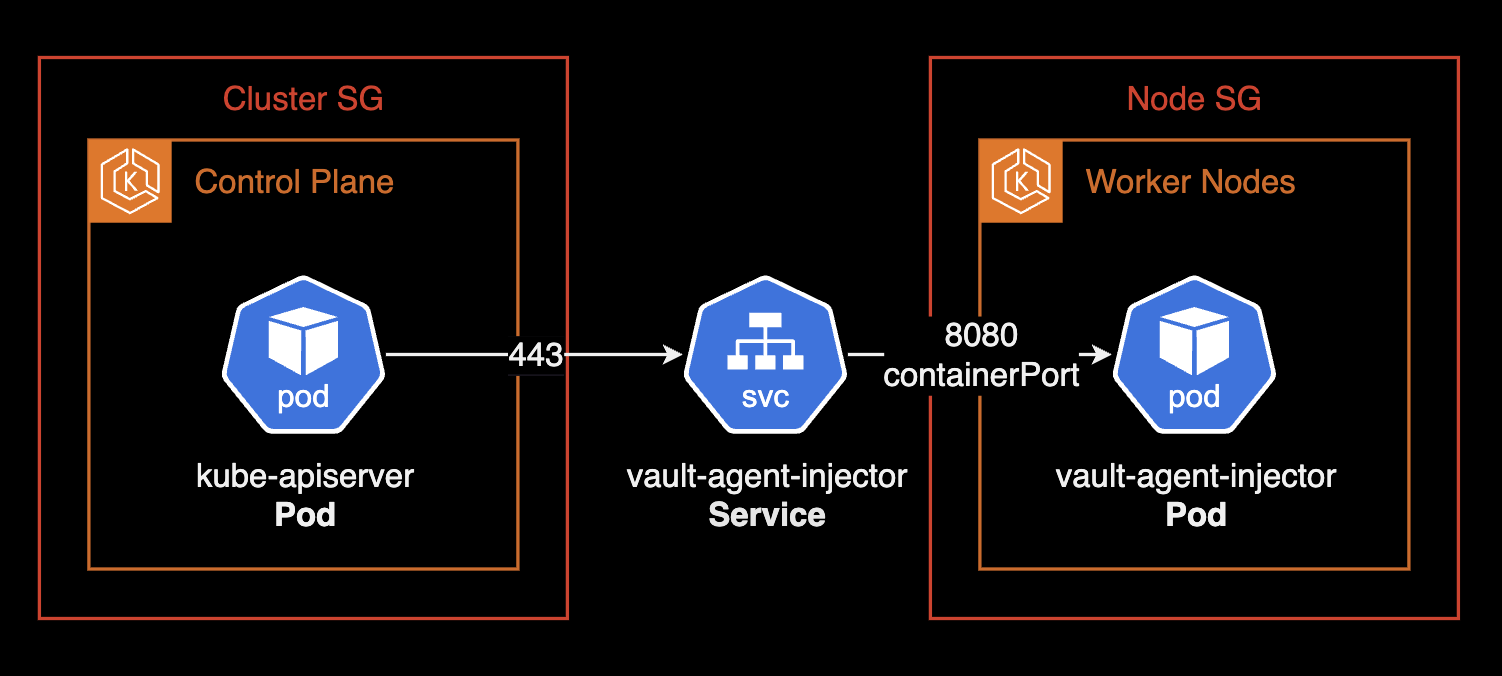 Cluster SG
Control Plane
K
pod
kube-apiserver
Pod
443
svc
vault-agent-injector
Service
8080
containerPort
Node SG
Worker Nodes
K
pod
vault-agent-injector
Pod